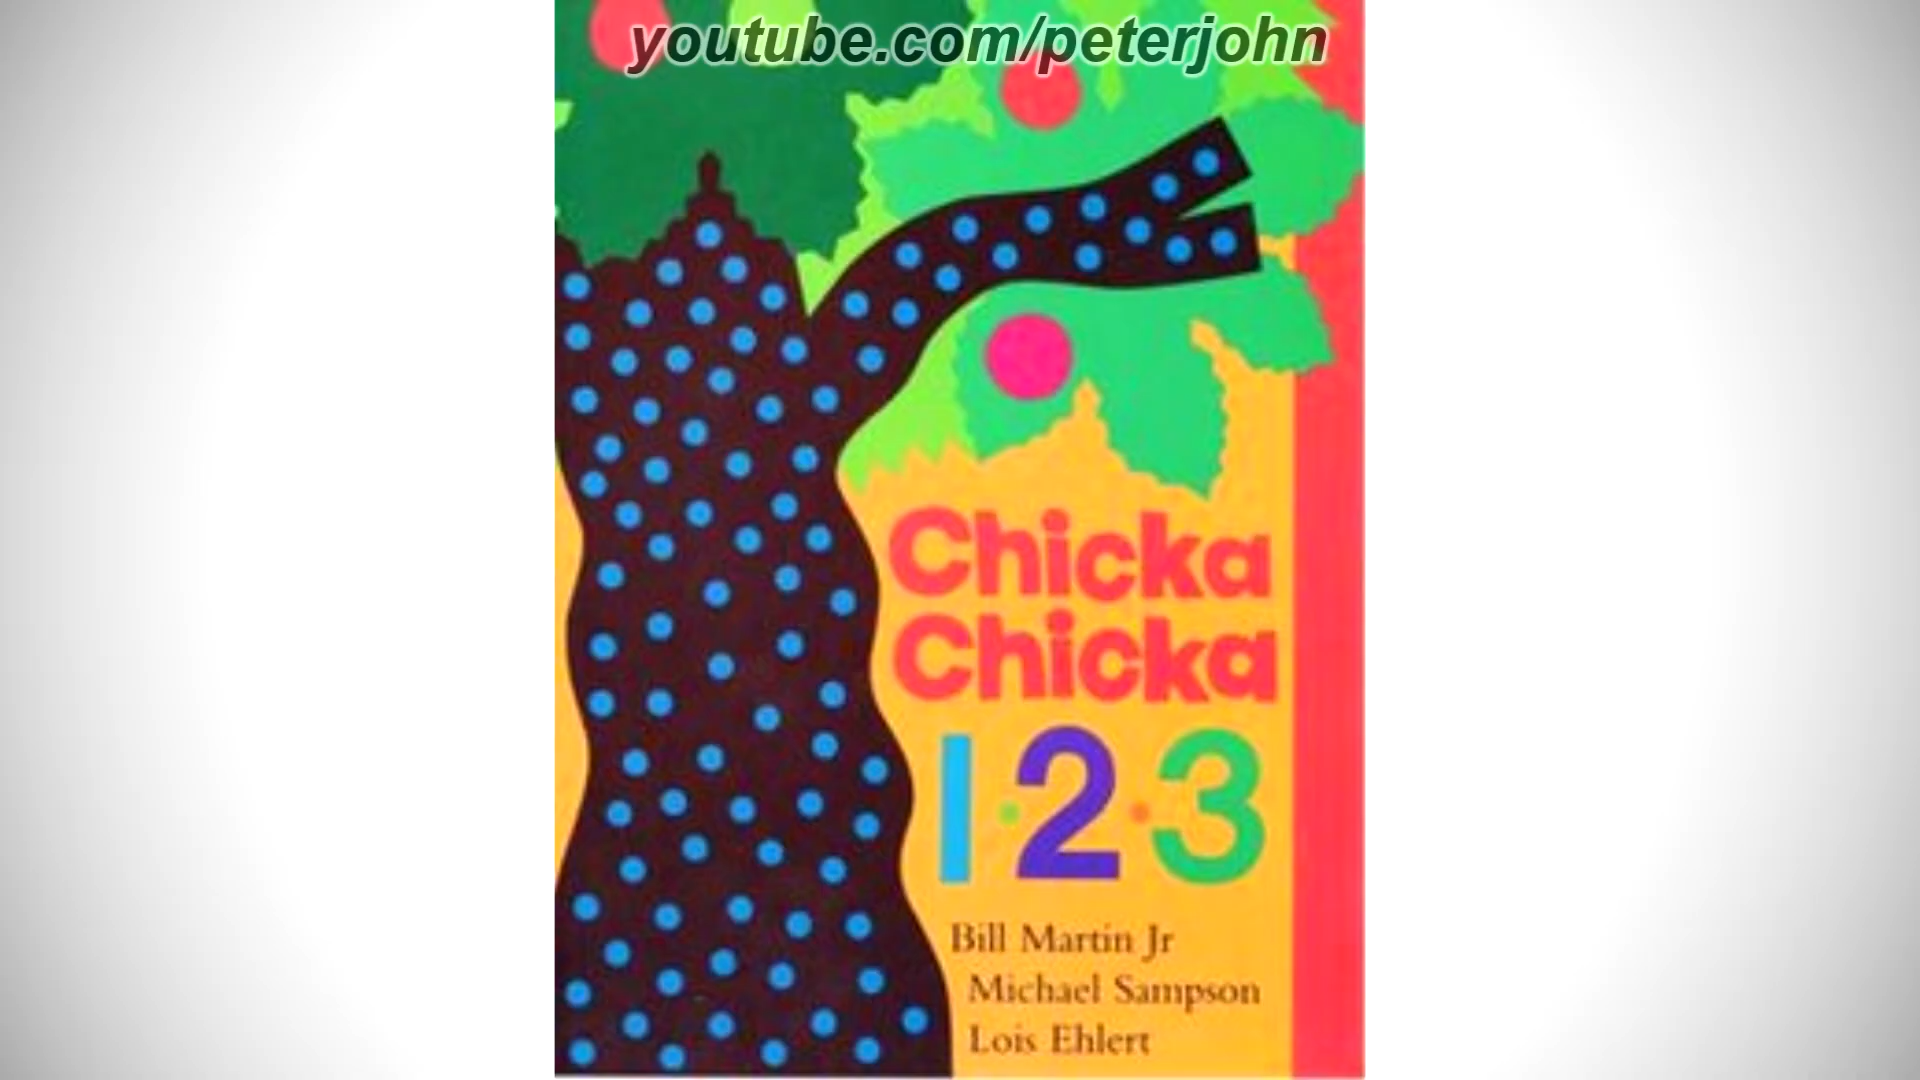 youtube.com/peterjohn
Chicka
Chicka
1·2·3
Bill Martin Jr
Michael Sampson
Lois Ehlert